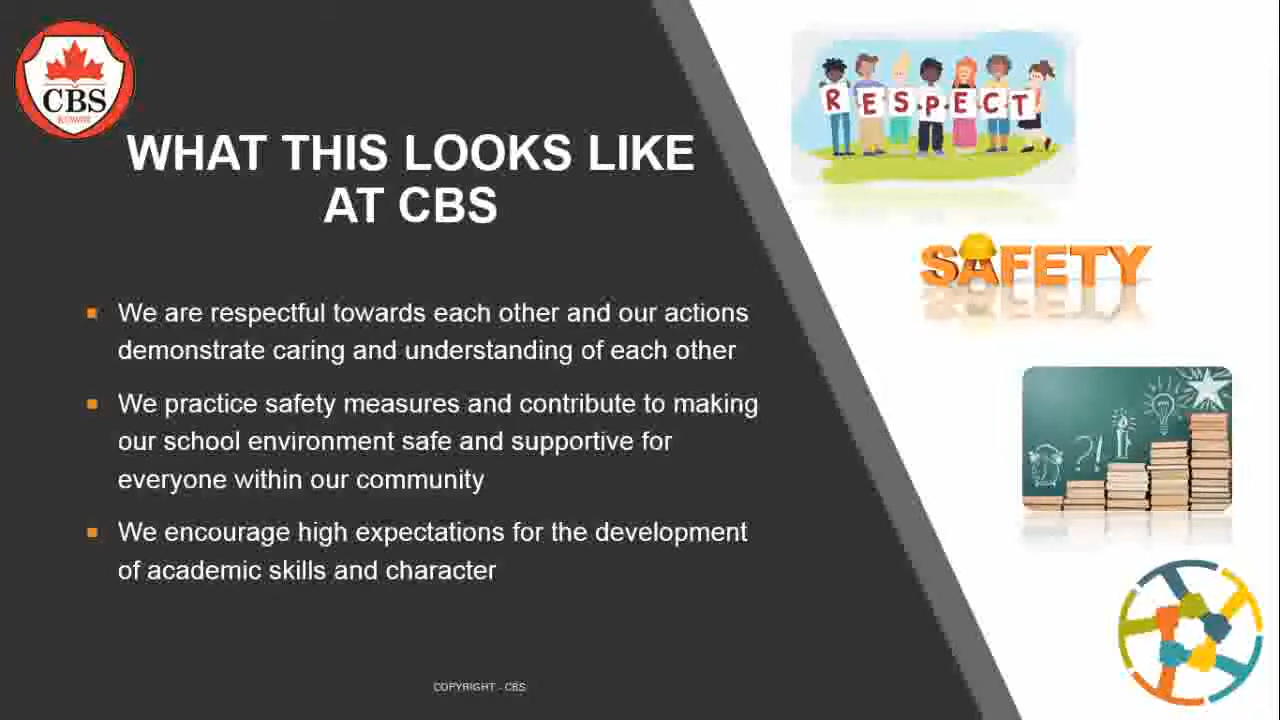 CBS
KUWAIT
WHAT THIS LOOKS LIKE
AT CBS
We are respectful towards each other and our actions
demonstrate caring and understanding of each other
We practice safety measures and contribute to making
our school environment safe and supportive for
everyone within our community
We encourage high expectations for the development
of academic skills and character
COPYRIGHT - CBS
RESPECT
SAFETY
?!